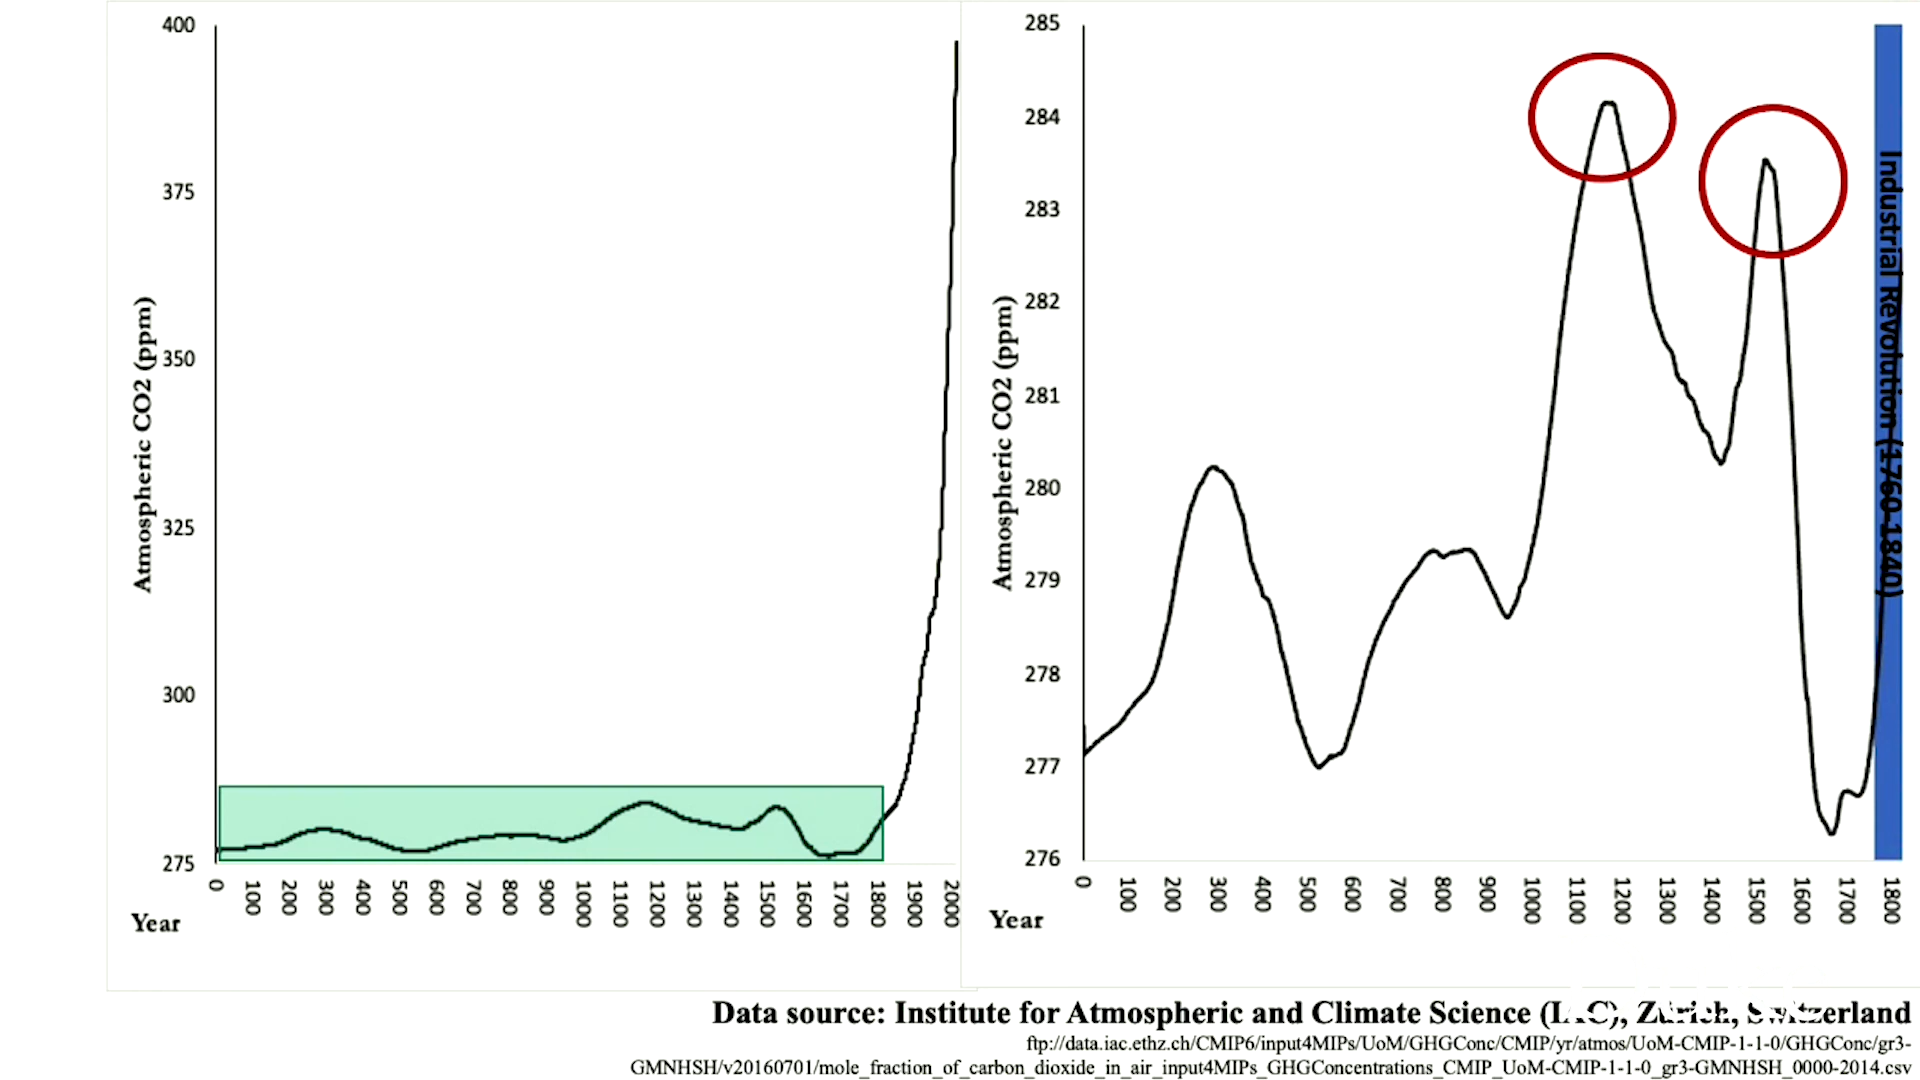 400
375
350
325
300
275
Atmospheric CO2 (ppm)
0 100 200 300 400 500 600 700 800 900 1000 1100 1200 1300 1400 1500 1600 1700 1800 1900 2000
Year
285
284
283
282
281
280
279
278
277
276
Atmospheric CO2 (ppm)
0 100 200 300 400 500 600 700 800 900 1000 1100 1200 1300 1400 1500 1600 1700 1800
Year
Industrial Revolution (1760-1840)
Data source: Institute for Atmospheric and Climate Science (IAC), Zurich, Switzerland
ftp://data.iac.ethz.ch/CMIP6/input4MIPs/UoM/GHGConc/CMIP/yr/atmos/UoM-CMIP-1-1-0/GHGConc/gr3-
GMNHSH/v20160701/mole_fraction_of_carbon_dioxide_in_air_input4MIPs_GHGConcentrations_CMIP_UoM-CMIP-1-1-0_gr3-GMNHSH_0000-2014.csv